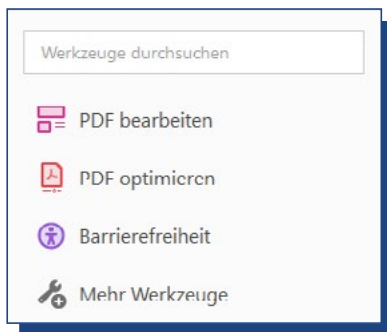 Werkzeuge durchsuchen
PDF bearbeiten
PDF optimieren
Barrierefreiheit
Mehr Werkzeuge